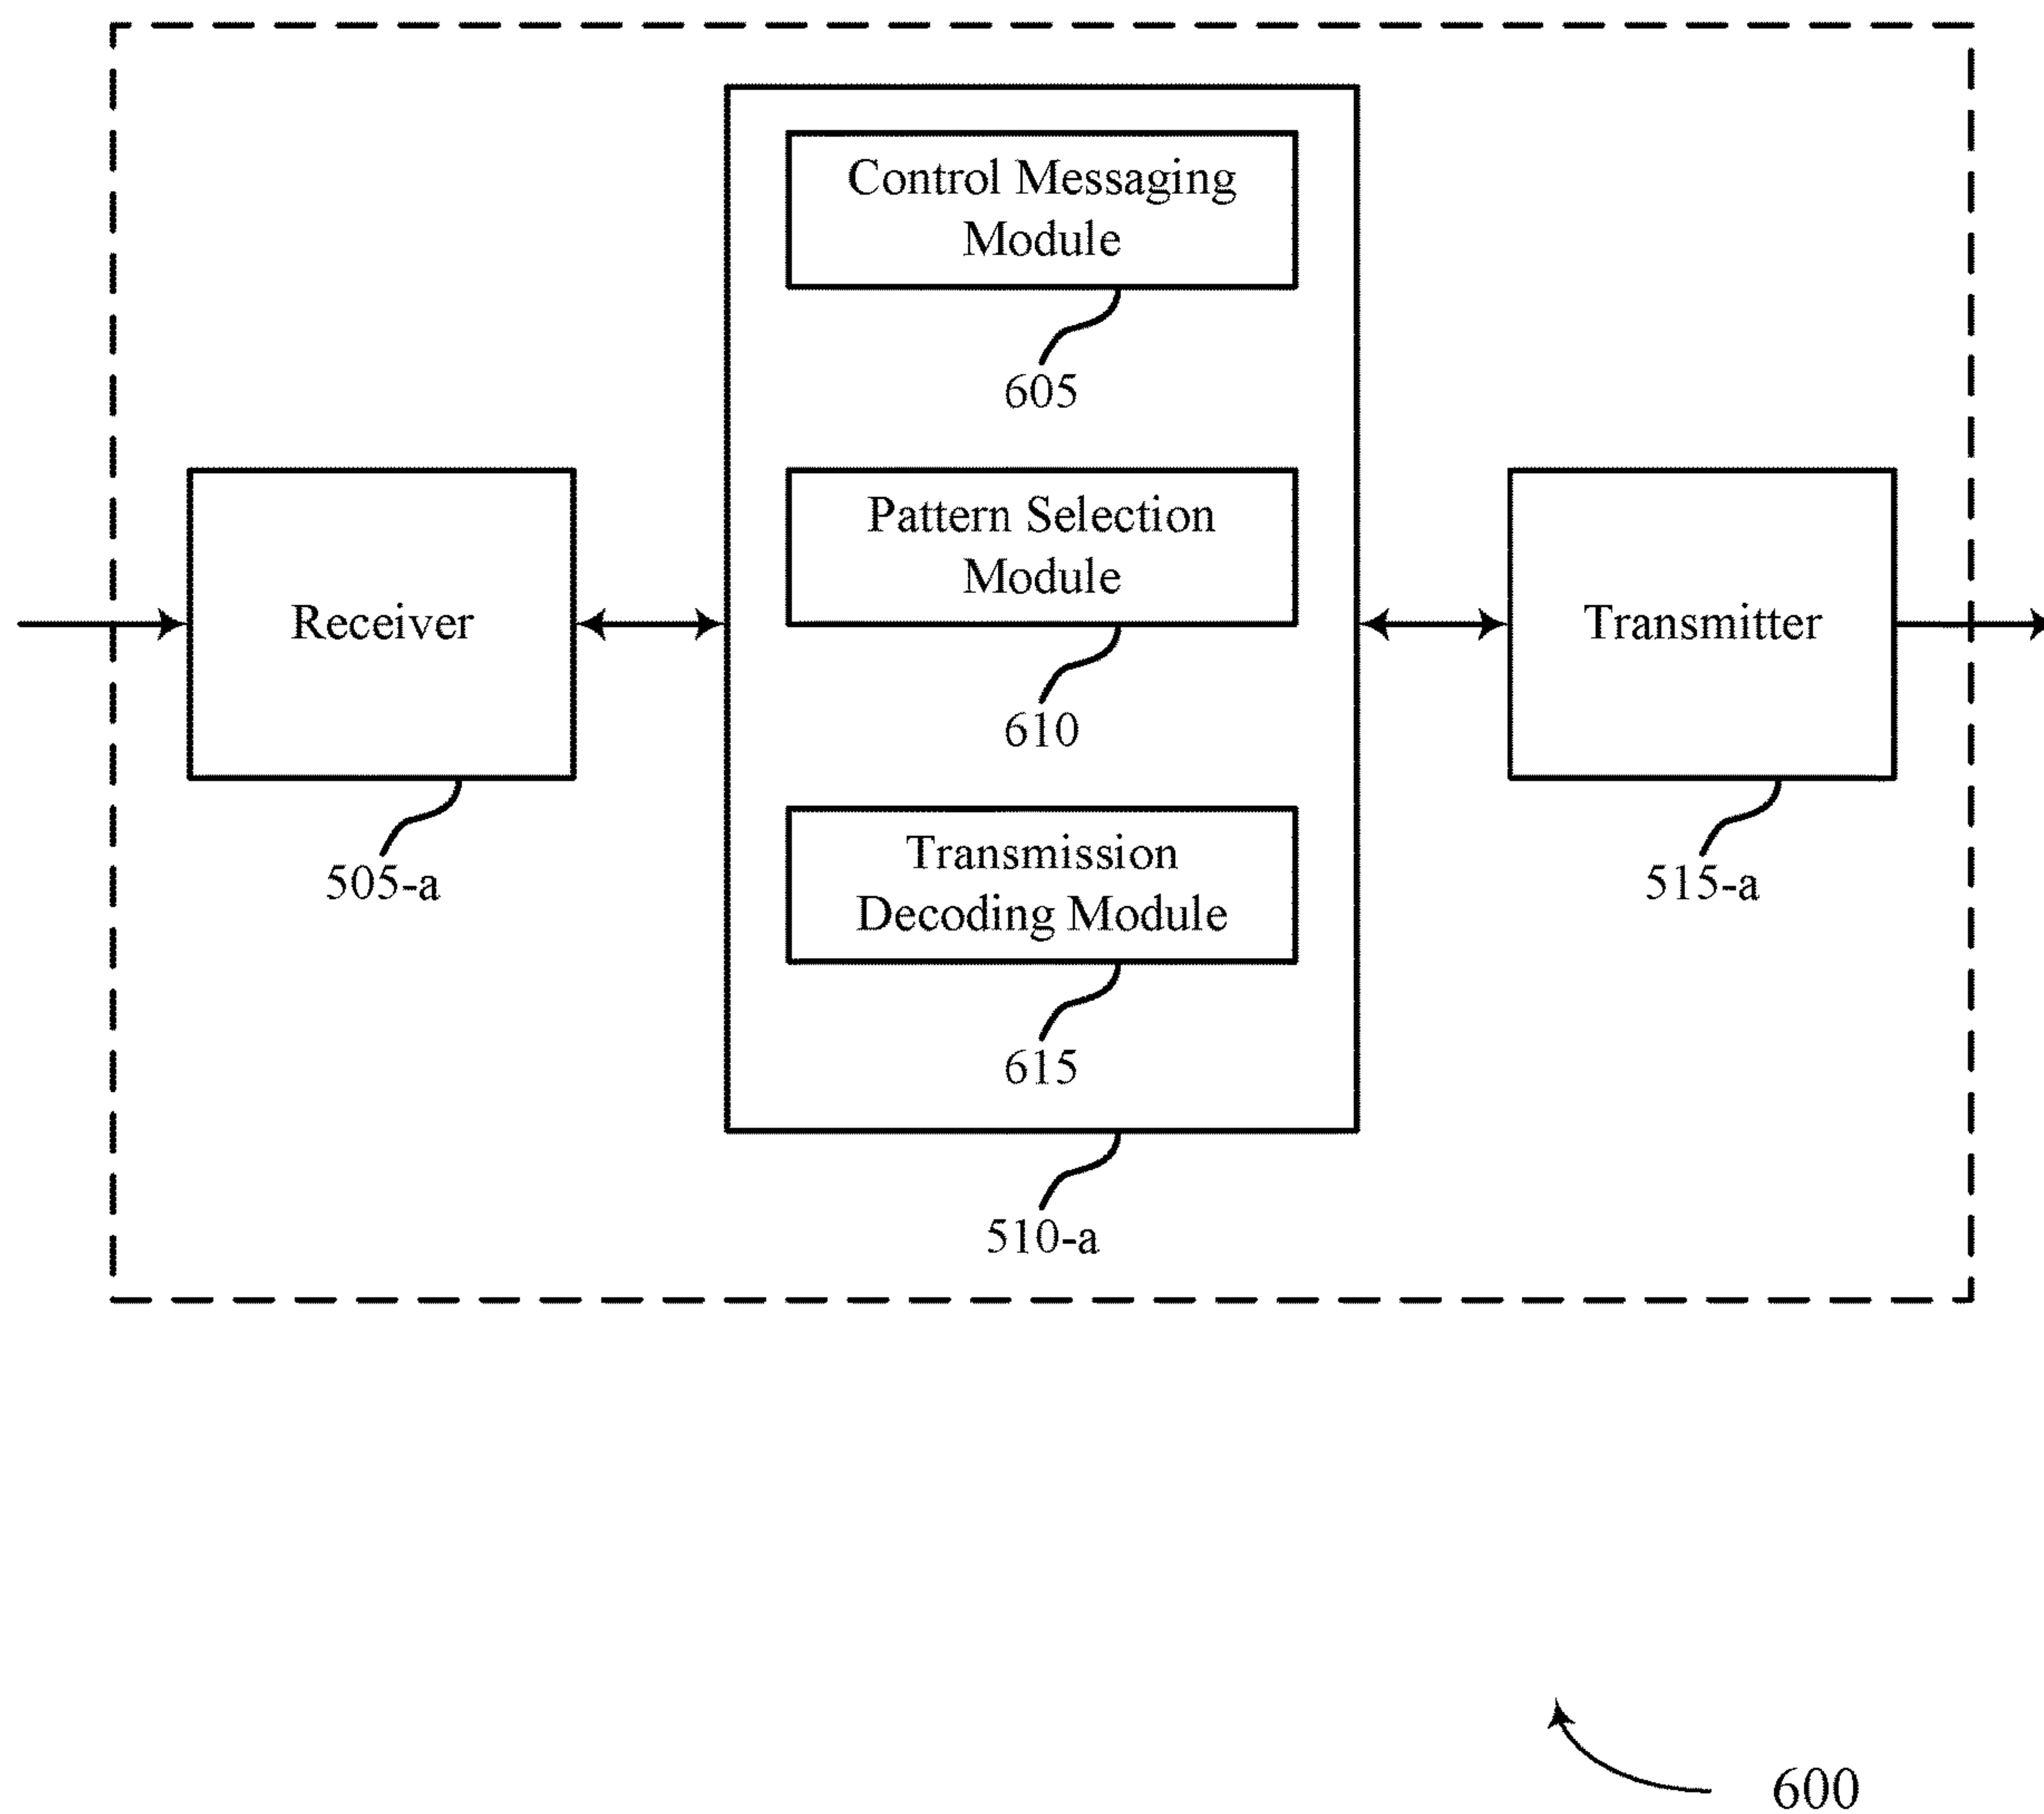 Control Messaging
Module
605
Pattern Selection
Module
610
Receiver
505-a
Transmitter
515-a
Transmission
Decoding Module
615
510-a
600